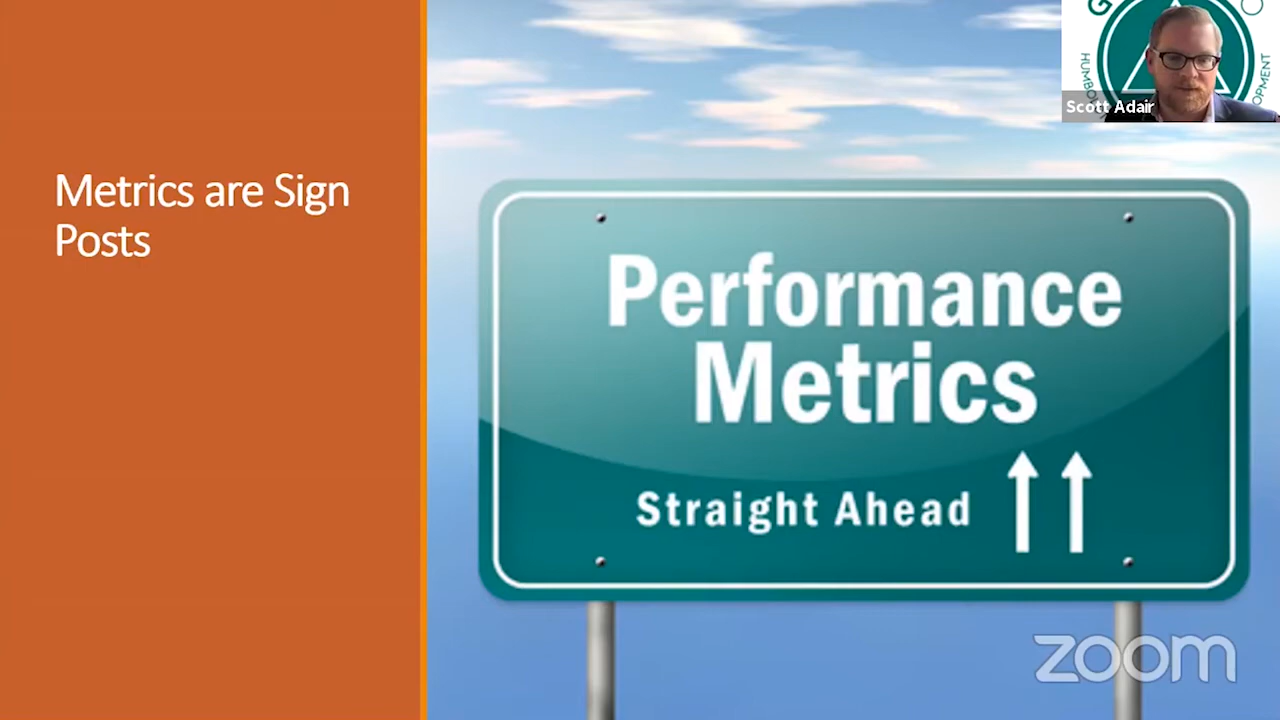 Metrics are Sign
Posts
Performance
Metrics
Straight Ahead
Scott Adair
zoom